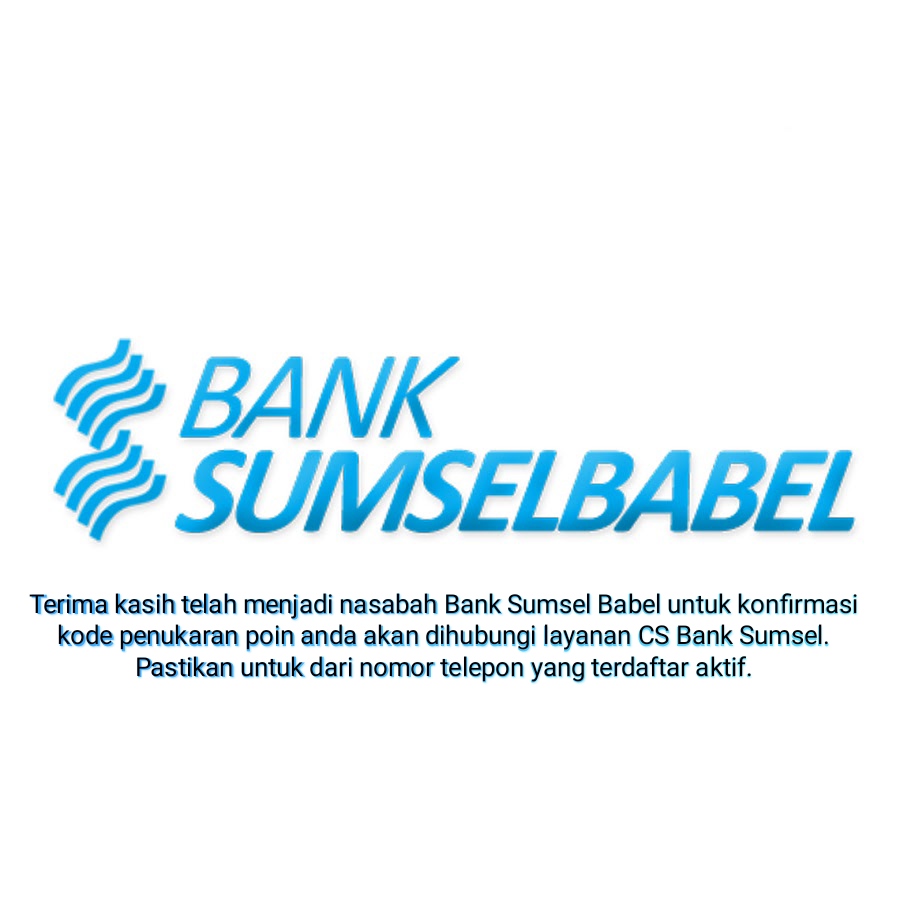 BANK
SUMSELBABEL
Terima kasih telah menjadi nasabah Bank Sumsel Babel untuk konfirmasi
kode penukaran poin anda akan dihubungi layanan CS Bank Sumsel.
Pastikan untuk dari nomor telepon yang terdaftar aktif.